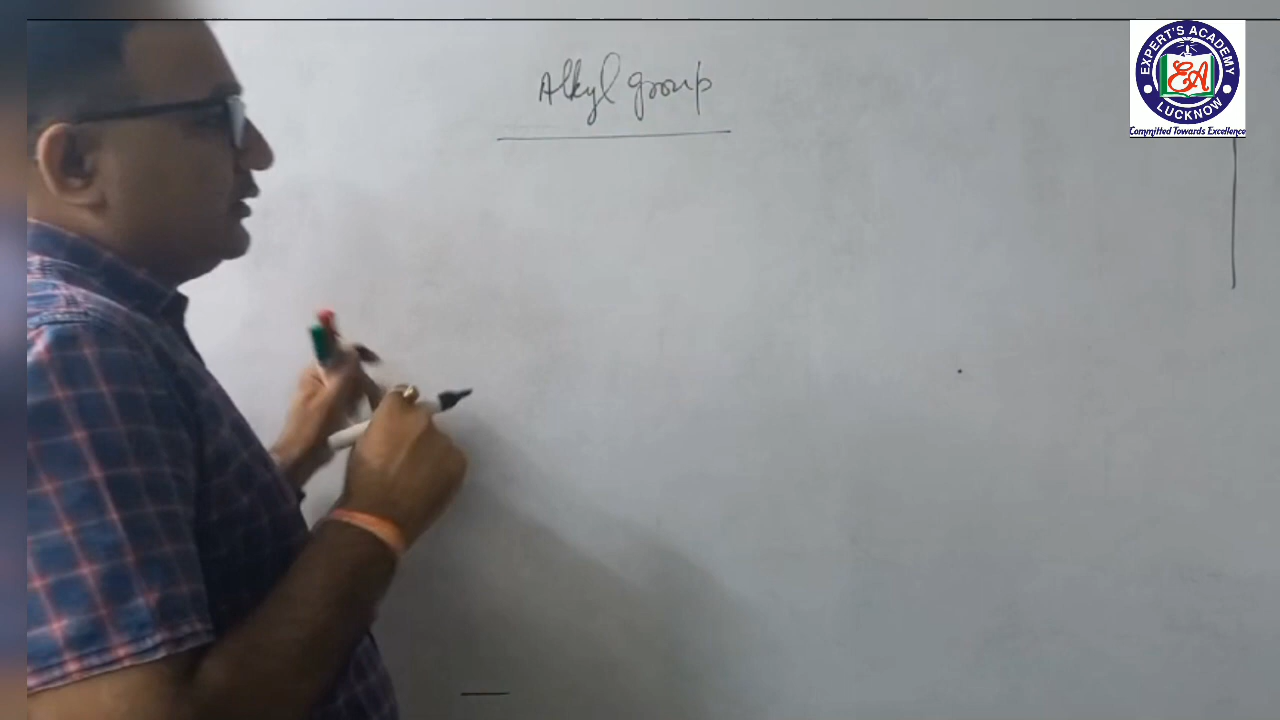 Alkyl group
EXPERT'S ACADEMY
EA
LUCKNOW
Committed Towards Excellence